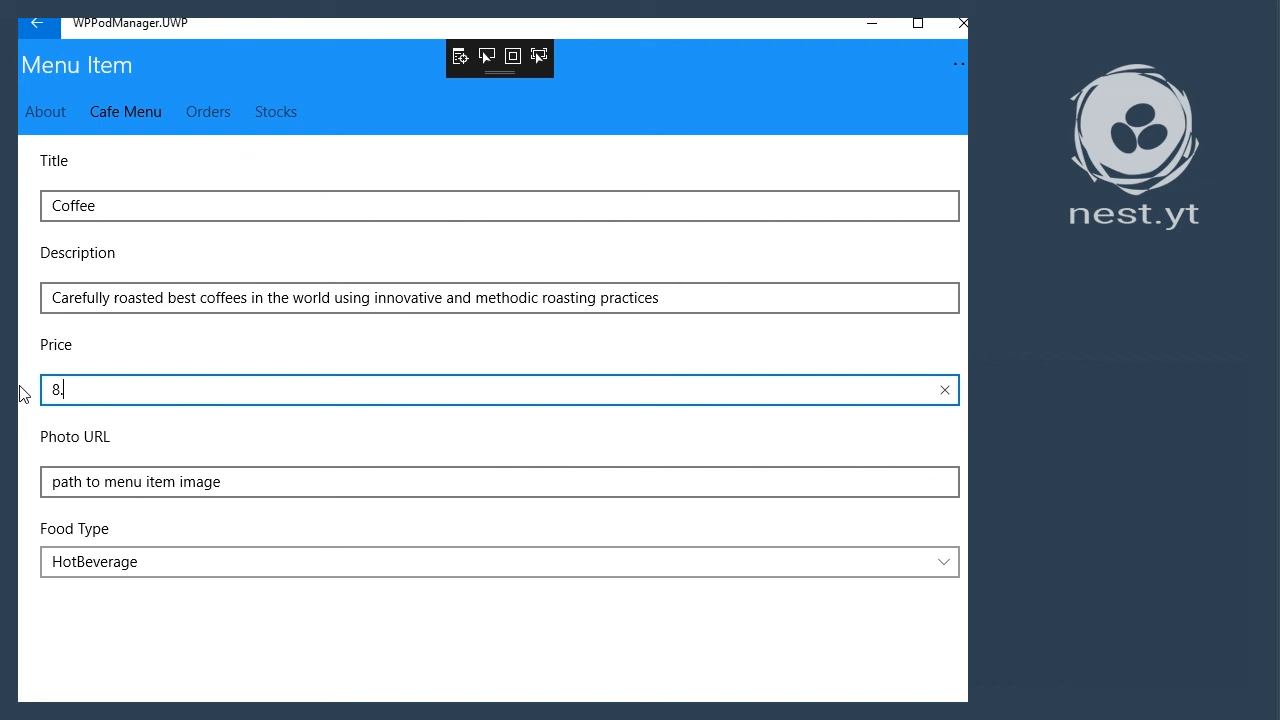 WPPodManager.UWP
Menu Item
About Cafe Menu Orders Stocks
Title
Coffee
Description
Carefully roasted best coffees in the world using innovative and methodic roasting practices
Price
8.
Photo URL
path to menu item image
Food Type
HotBeverage
nest.yt